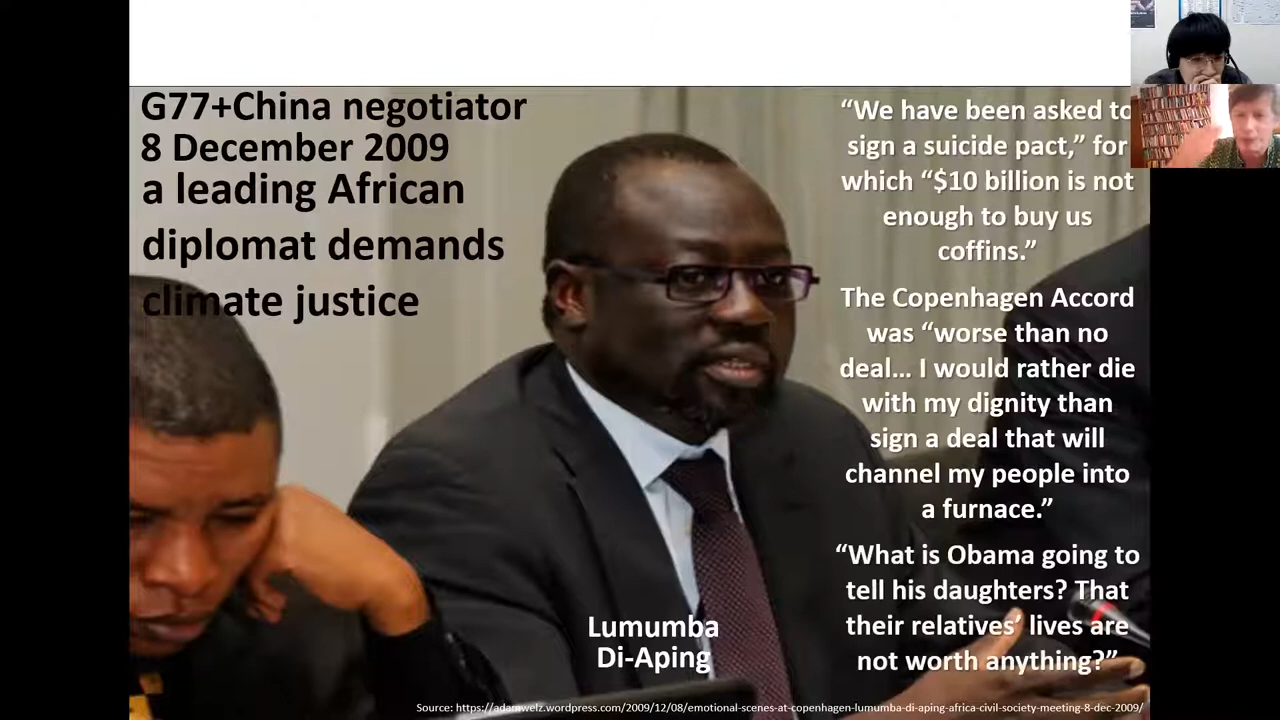 G77+China negotiator
8 December 2009
a leading African
diplomat demands
climate justice
“We have been asked to
sign a suicide pact,” for
which “$10 billion is not
enough to buy us
coffins.”
The Copenhagen Accord
was “worse than no
deal... I would rather die
with my dignity than
sign a deal that will
channel my people into
a furnace.”
“What is Obama going to
tell his daughters? That
their relatives’ lives are
not worth anything?”
Lumumba
Di-Aping
Source: https://adamwelz.wordpress.com/2009/12/08/emotional-scenes-at-copenhagen-lumumba-di-aping-africa-civil-society-meeting-8-dec-2009/